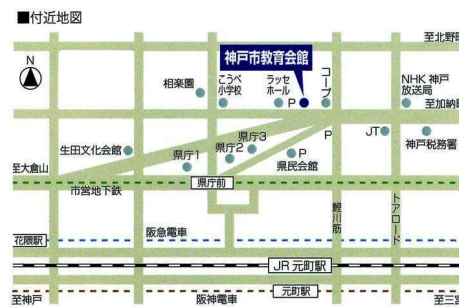 ■付近地図
至北野町
N
神戸市教育会館
相楽園
こうべ
小学校
ラッセ
ホール
P
コープ
NHK 神戸
放送局
至加納町
P
JT
神戸税務署
生田文化会館
県庁1
県庁2
県庁3
P
県民会館
至大倉山
市営地下鉄
県庁前
鯉川筋
トアロード
花隈駅
阪急電車
JR 元町駅
至神戸
阪神電車
元町駅